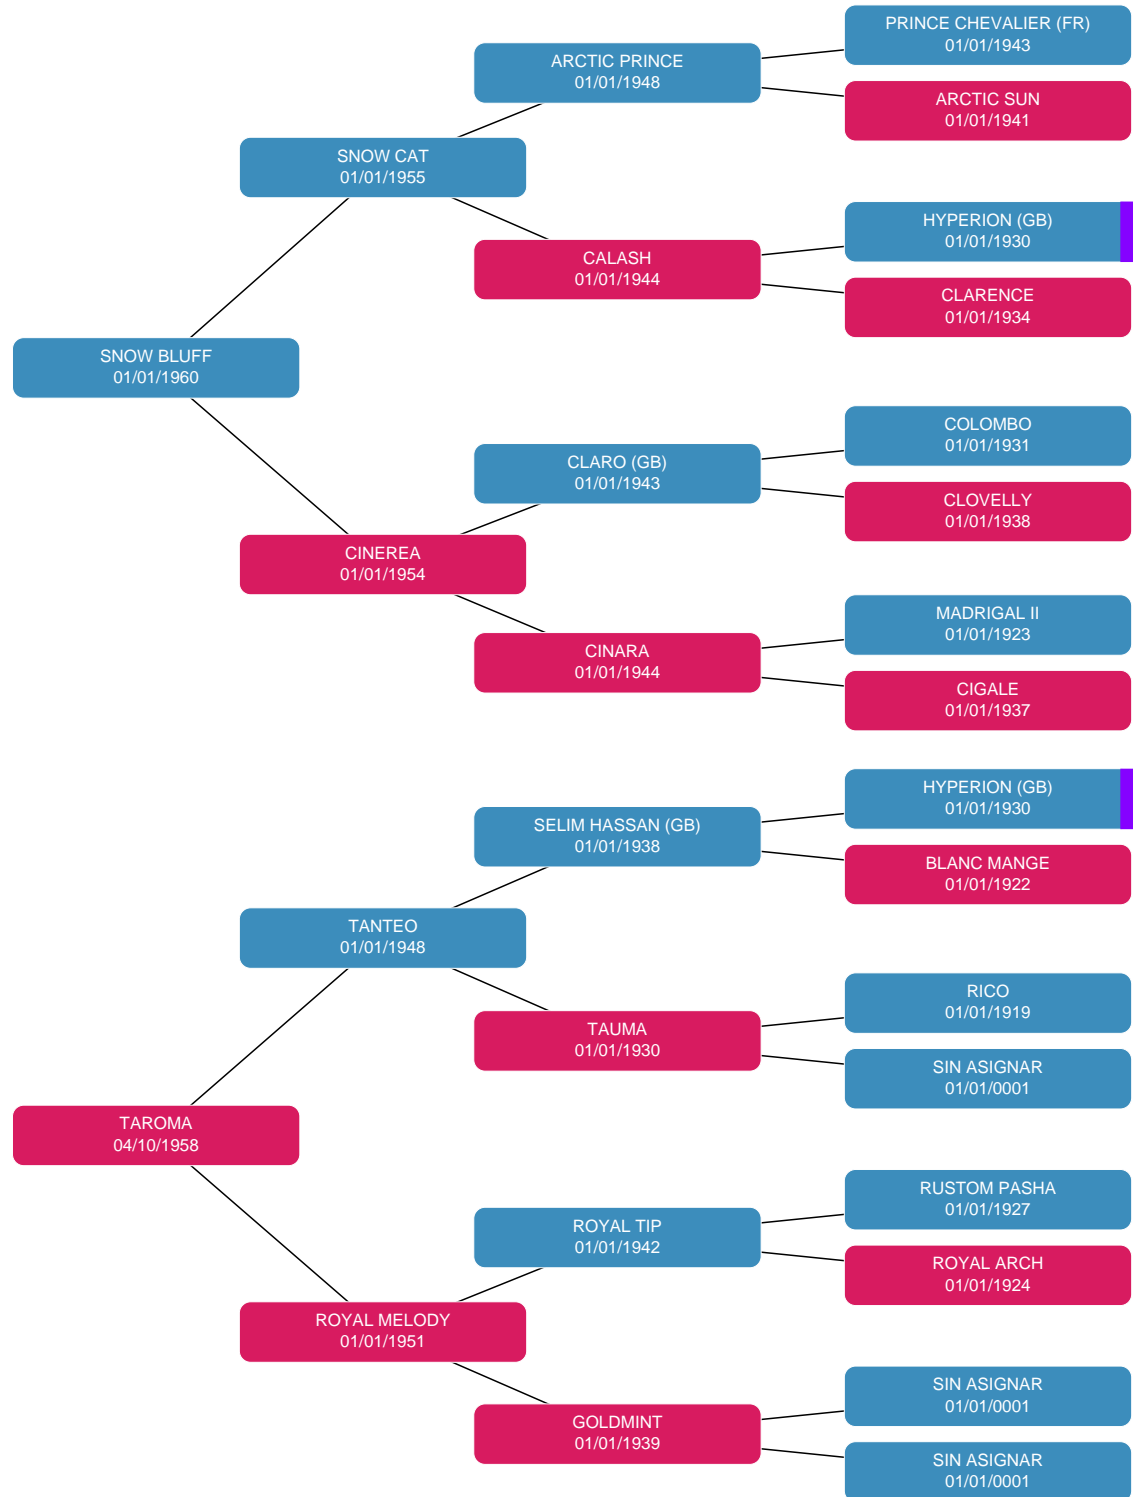 PRINCE CHEVALIER (FR)
01/01/1943
ARCTIC PRINCE
01/01/1948
ARCTIC SUN
01/01/1941
SNOW CAT
01/01/1955
HYPERION (GB)
01/01/1930
CALASH
01/01/1944
CLARENCE
01/01/1934
SNOW BLUFF
01/01/1960
COLOMBO
01/01/1931
CLARO (GB)
01/01/1943
CLOVELLY
01/01/1938
CINEREA
01/01/1954
MADRIGAL II
01/01/1923
CINARA
01/01/1944
CIGALE
01/01/1937
HYPERION (GB)
01/01/1930
SELIM HASSAN (GB)
01/01/1938
BLANC MANGE
01/01/1922
TANTEO
01/01/1948
RICO
01/01/1919
TAUMA
01/01/1930
SIN ASIGNAR
01/01/0001
TAROMA
04/10/1958
RUSTOM PASHA
01/01/1927
ROYAL TIP
01/01/1942
ROYAL ARCH
01/01/1924
ROYAL MELODY
01/01/1951
SIN ASIGNAR
01/01/0001
GOLDMINT
01/01/1939
SIN ASIGNAR
01/01/0001